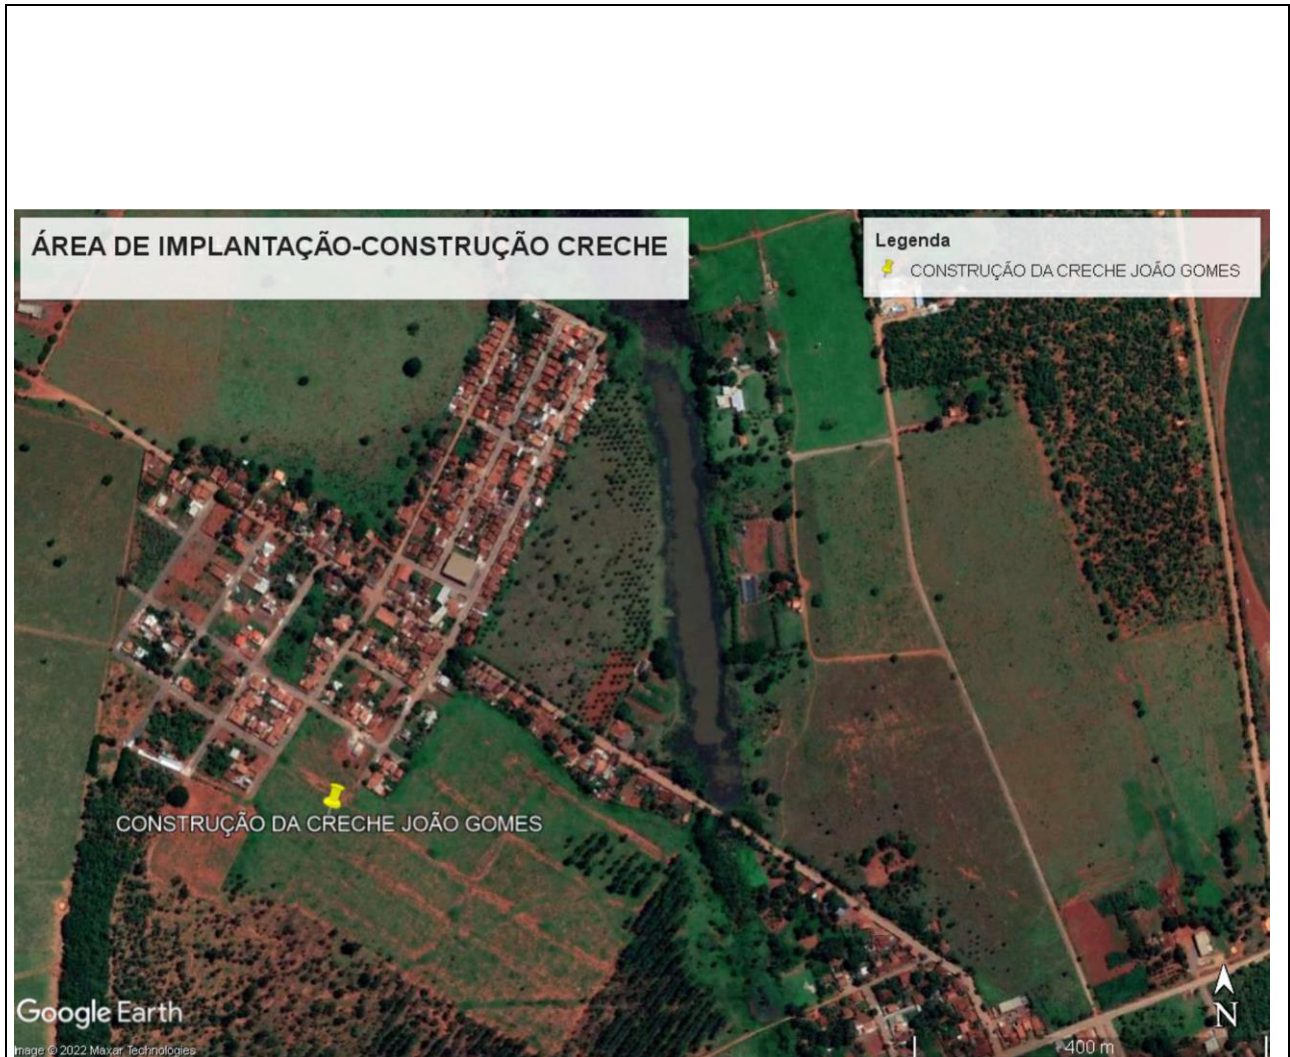 ÁREA DE IMPLANTAÇÃO-CONSTRUÇÃO CRECHE
Legenda
CONSTRUÇÃO DA CRECHE JOÃO GOMES
CONSTRUÇÃO DA CRECHE JOÃO GOMES
Google Earth
N
Image © 2022 Maxar Technologies
400 m